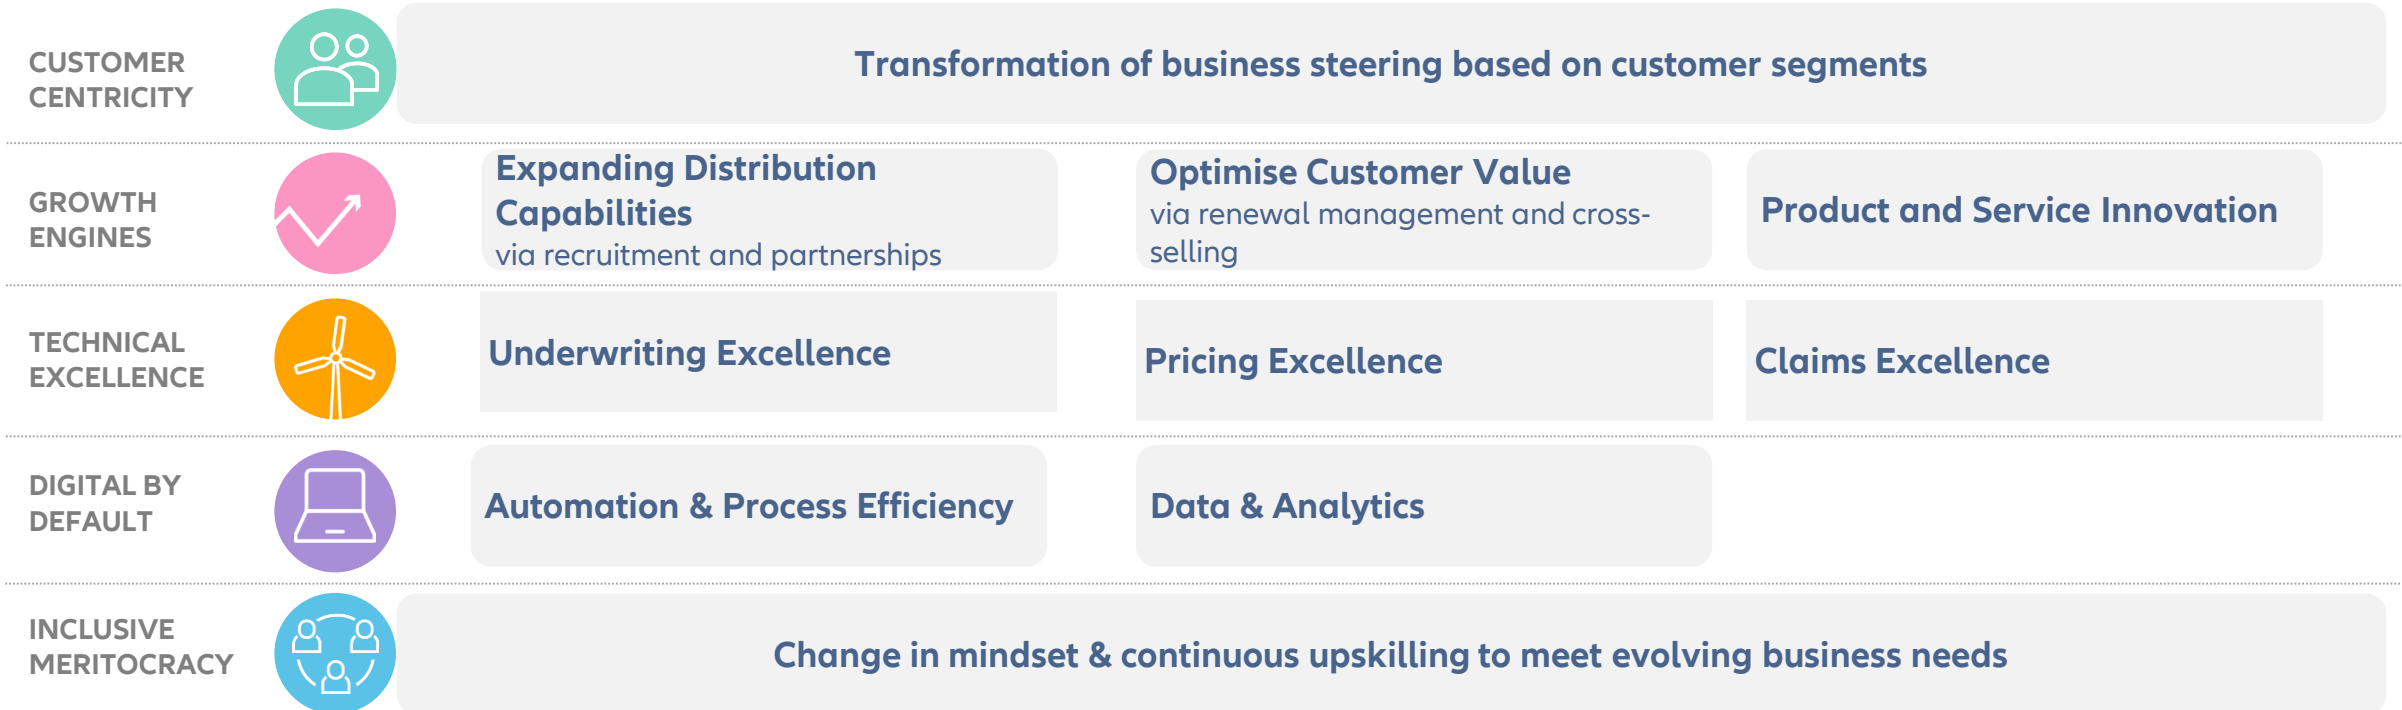 CUSTOMER
CENTRICITY
Transformation of business steering based on customer segments
GROWTH
ENGINES
Expanding Distribution
Capabilities
via recruitment and partnerships
Optimise Customer Value
via renewal management and cross-
selling
Product and Service Innovation
TECHNICAL
EXCELLENCE
Underwriting Excellence
Pricing Excellence
Claims Excellence
DIGITAL BY
DEFAULT
Automation & Process Efficiency
Data & Analytics
INCLUSIVE
MERITOCRACY
Change in mindset & continuous upskilling to meet evolving business needs